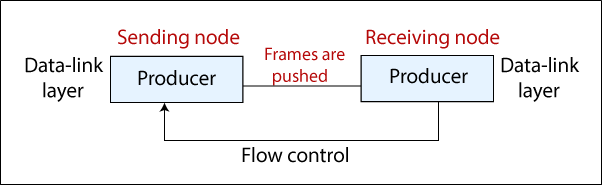 Sending node
Receiving node
Frames are
pushed
Data-link
layer
Producer
Producer
Data-link
layer
Flow control